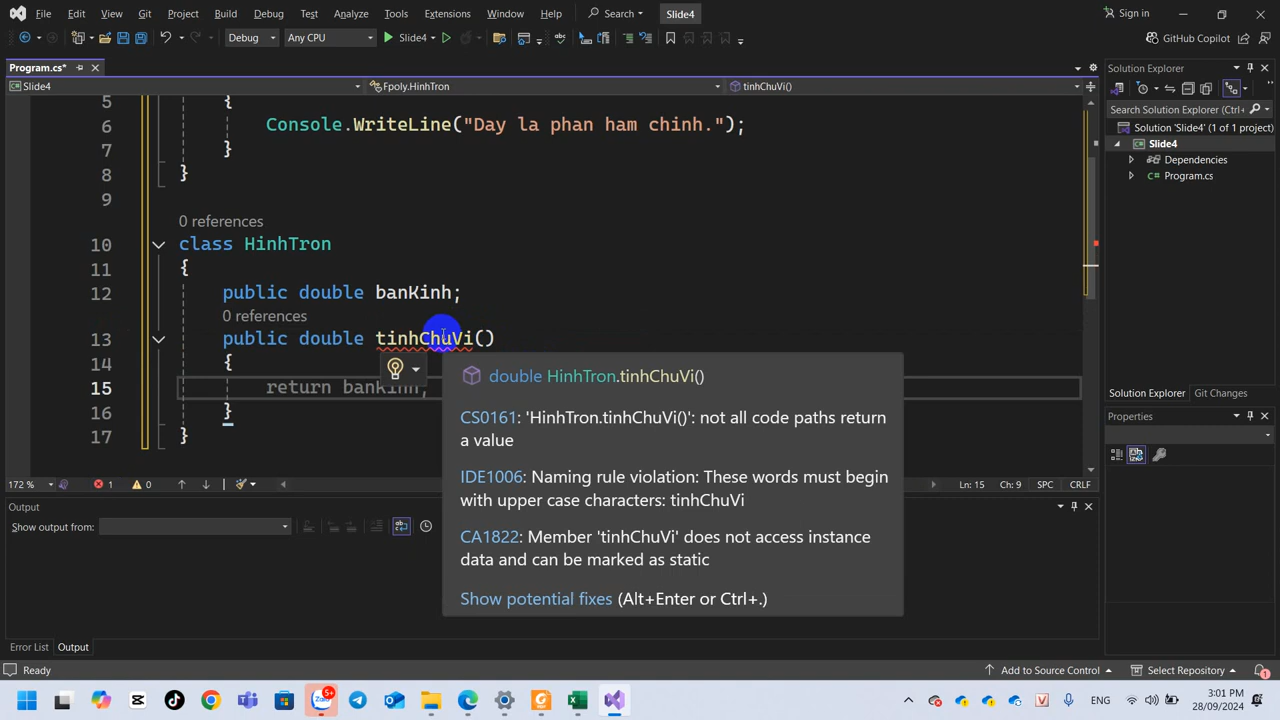 File Edit View Git Project Build Debug Test Analyze Tools Extensions Window Help Search Slide4 Sign in
Debug Any CPU Slide4 GitHub Copilot
Program.cs* Solution Explorer
Slide4 Fpoly.HinhTron tinhChuVi()
Search Solution Explorer (Ctrl+
Solution 'Slide4' (1 of 1 project)
Slide4
Dependencies
Program.cs
5 {
6 Console.WriteLine("Day la phan ham chinh.");
7 }
8 }
9
0 references
10 class HinhTron
11 {
12 public double banKinh;
0 references
13 public double tinhChuVi()
14 {
15 return banKinh;
16 }
17 }
double HinhTron.tinhChuVi()
CS0161: 'HinhTron.tinhChuVi()': not all code paths return
a value
IDE1006: Naming rule violation: These words must begin
with upper case characters: tinhChuVi
CA1822: Member 'tinhChuVi' does not access instance
data and can be marked as static
Show potential fixes (Alt+Enter or Ctrl+.)
Solution Explorer Git Changes
Properties
172 % 1 0 Ln: 15 Ch: 9 SPC CRLF
Output
Show output from:
Error List Output
Ready Add to Source Control Select Repository 1
Zalo 5+ ENG 3:01 PM
28/09/2024